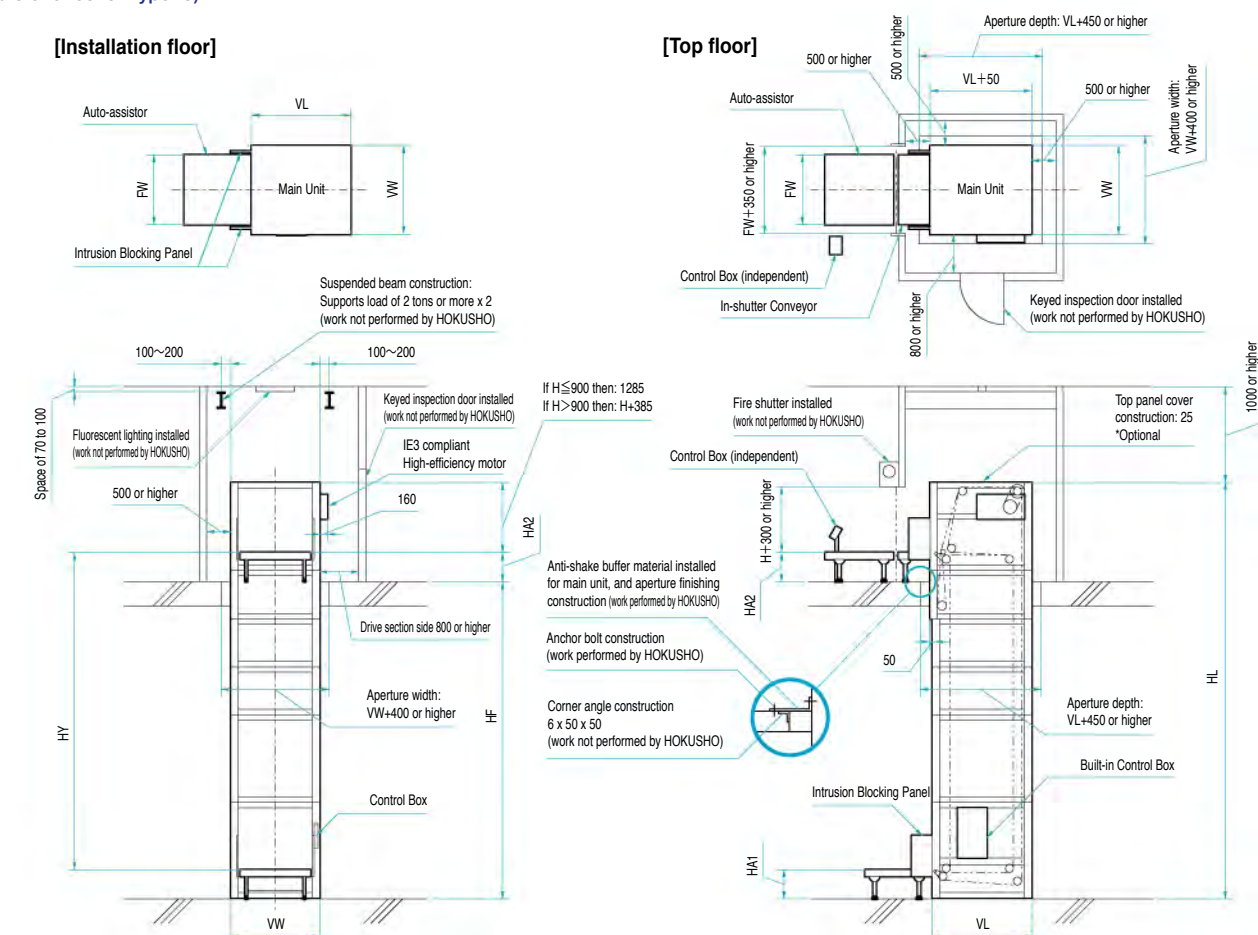 [Installation floor]
Auto-assistor
VL
FW
Main Unit
VW
Intrusion Blocking Panel
[Top floor]
Aperture depth: VL+450 or higher
500 or higher
500 or higher
VL+50
500 or higher
Auto-assistor
Aperture width:
VW+400 or higher
FW+350 or higher
FW
Main Unit
VW
Control Box (independent)
In-shutter Conveyor
800 or higher
Keyed inspection door installed
(work not performed by HOKUSHO)
Suspended beam construction:
Supports load of 2 tons or more x 2
(work not performed by HOKUSHO)
100~200
100~200
Space of 70 to 100
Fluorescent lighting installed
(work not performed by HOKUSHO)
Keyed inspection door installed
(work not performed by HOKUSHO)
If H≦900 then: 1285
If H>900 then: H+385
IE3 compliant
High-efficiency motor
500 or higher
160
HA2
Drive section side 800 or higher
Aperture width:
VW+400 or higher
HY
HF
Control Box
VW
Fire shutter installed
(work not performed by HOKUSHO)
Control Box (independent)
Top panel cover
construction: 25
*Optional
1000 or higher
H+300 or higher
HA2
Anti-shake buffer material installed
for main unit, and aperture finishing
construction (work performed by HOKUSHO)
Anchor bolt construction
(work performed by HOKUSHO)
Corner angle construction
6 x 50 x 50
(work not performed by HOKUSHO)
50
Aperture depth:
VL+450 or higher
HL
Built-in Control Box
Intrusion Blocking Panel
HA1
VL